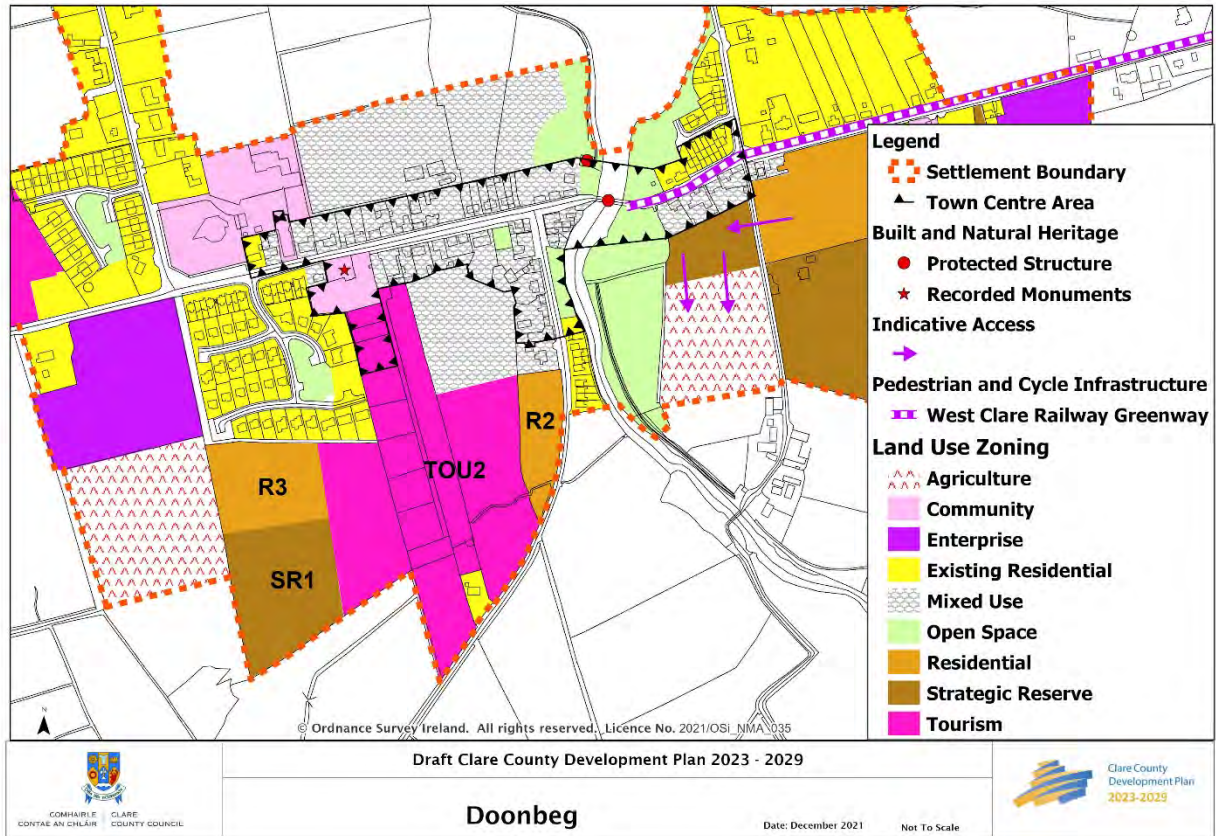 Legend
Settlement Boundary
Town Centre Area
Built and Natural Heritage
Protected Structure
Recorded Monuments
Indicative Access
Pedestrian and Cycle Infrastructure
West Clare Railway Greenway
Land Use Zoning
Agriculture
Community
Enterprise
Existing Residential
Mixed Use
Open Space
Residential
Strategic Reserve
Tourism
R2
TOU2
R3
SR1
N
© Ordnance Survey Ireland. All rights reserved. Licence No. 2021/OSi_NMA_035
COMHAIRLE CONTAE AN CHLÁIR
CLARE COUNTY COUNCIL
Draft Clare County Development Plan 2023 - 2029
Doonbeg
Date: December 2021
Not To Scale
Clare County
Development Plan
2023-2029